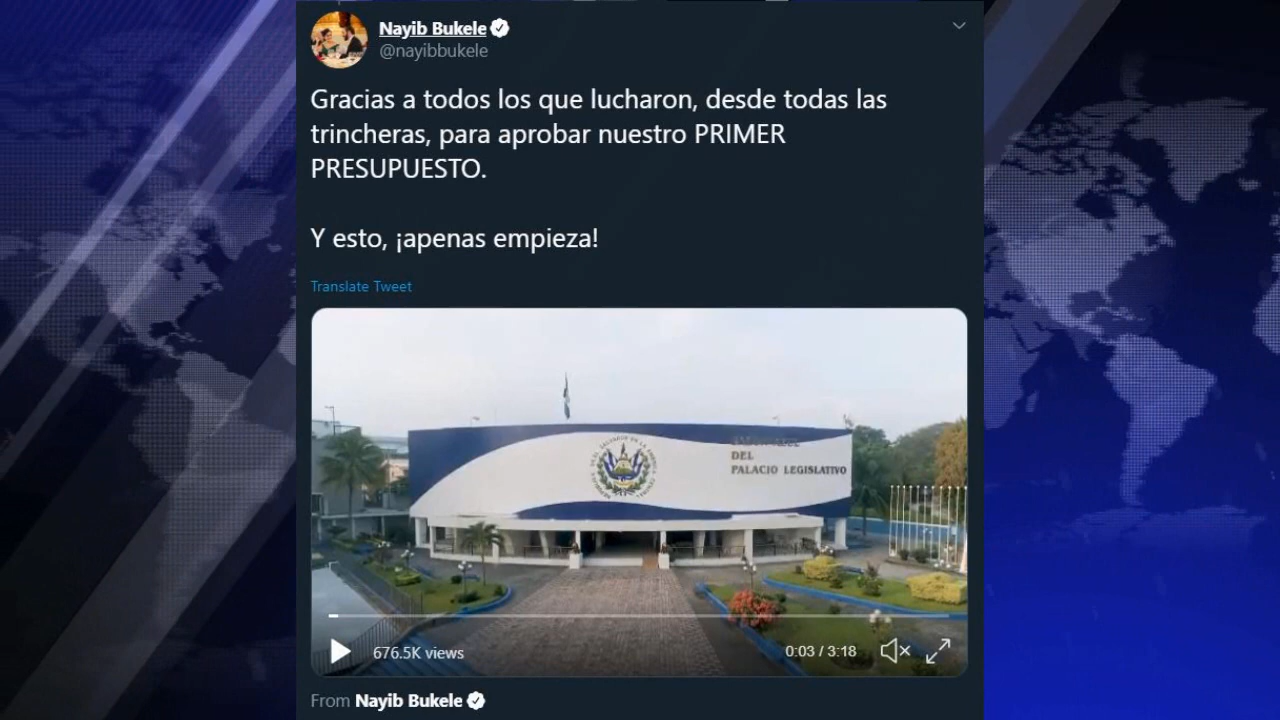 Nayib Bukele
@nayibbukele
Gracias a todos los que lucharon, desde todas las
trincheras, para aprobar nuestro PRIMER
PRESUPUESTO.
Y esto, ¡apenas empieza!
Translate Tweet
DEL
PALACIO LEGISLATIVO
676.5K views
0:03 / 3:18
From Nayib Bukele